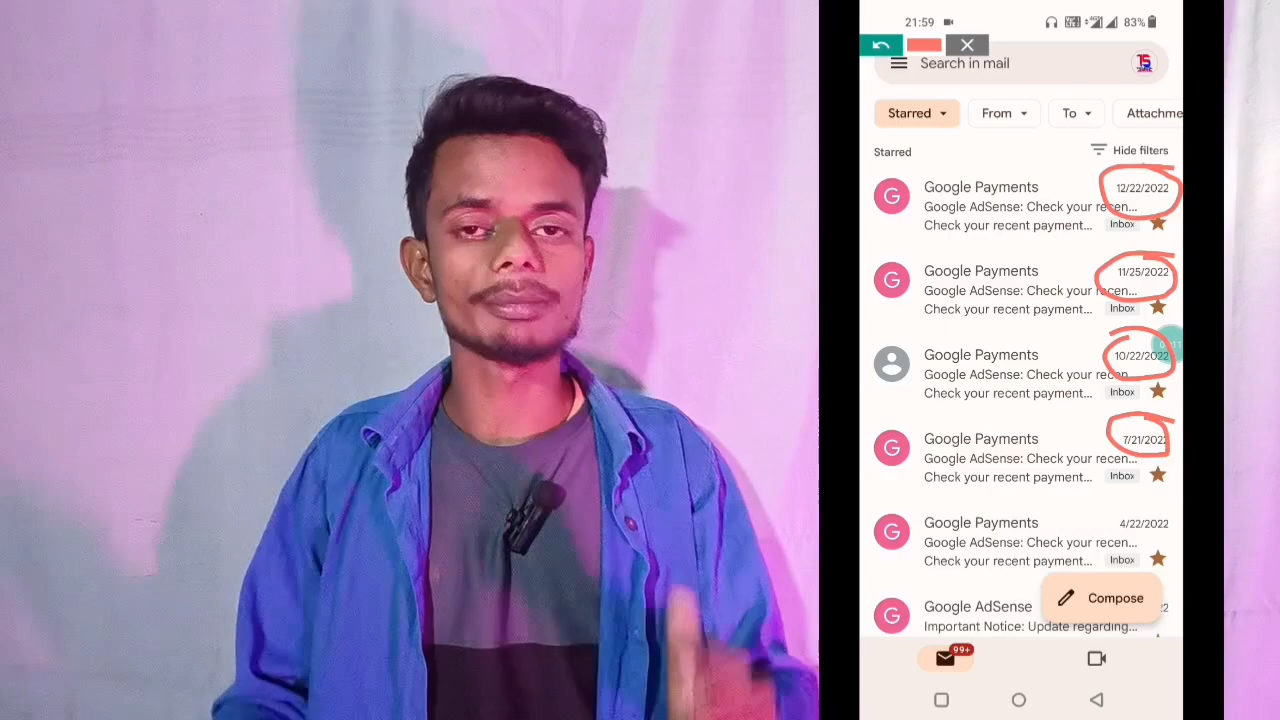 21:59
83%
Search in mail
Starred
From
To
Attachme
Starred
Hide filters
Google Payments
12/22/2022
Google AdSense: Check your recen...
Check your recent payment...
Inbox
G
Google Payments
11/25/2022
Google AdSense: Check your recen...
Check your recent payment...
Inbox
G
Google Payments
10/22/2022
Google AdSense: Check your recen
Check your recent payment...
Inbox
Google Payments
7/21/2022
Google AdSense: Check your recen...
Check your recent payment...
Inbox
G
Google Payments
4/22/2022
Google AdSense: Check your recen...
Check your recent payment...
Inbox
G
Google AdSense
Important Notice: Update regarding...
G
Compose
99+